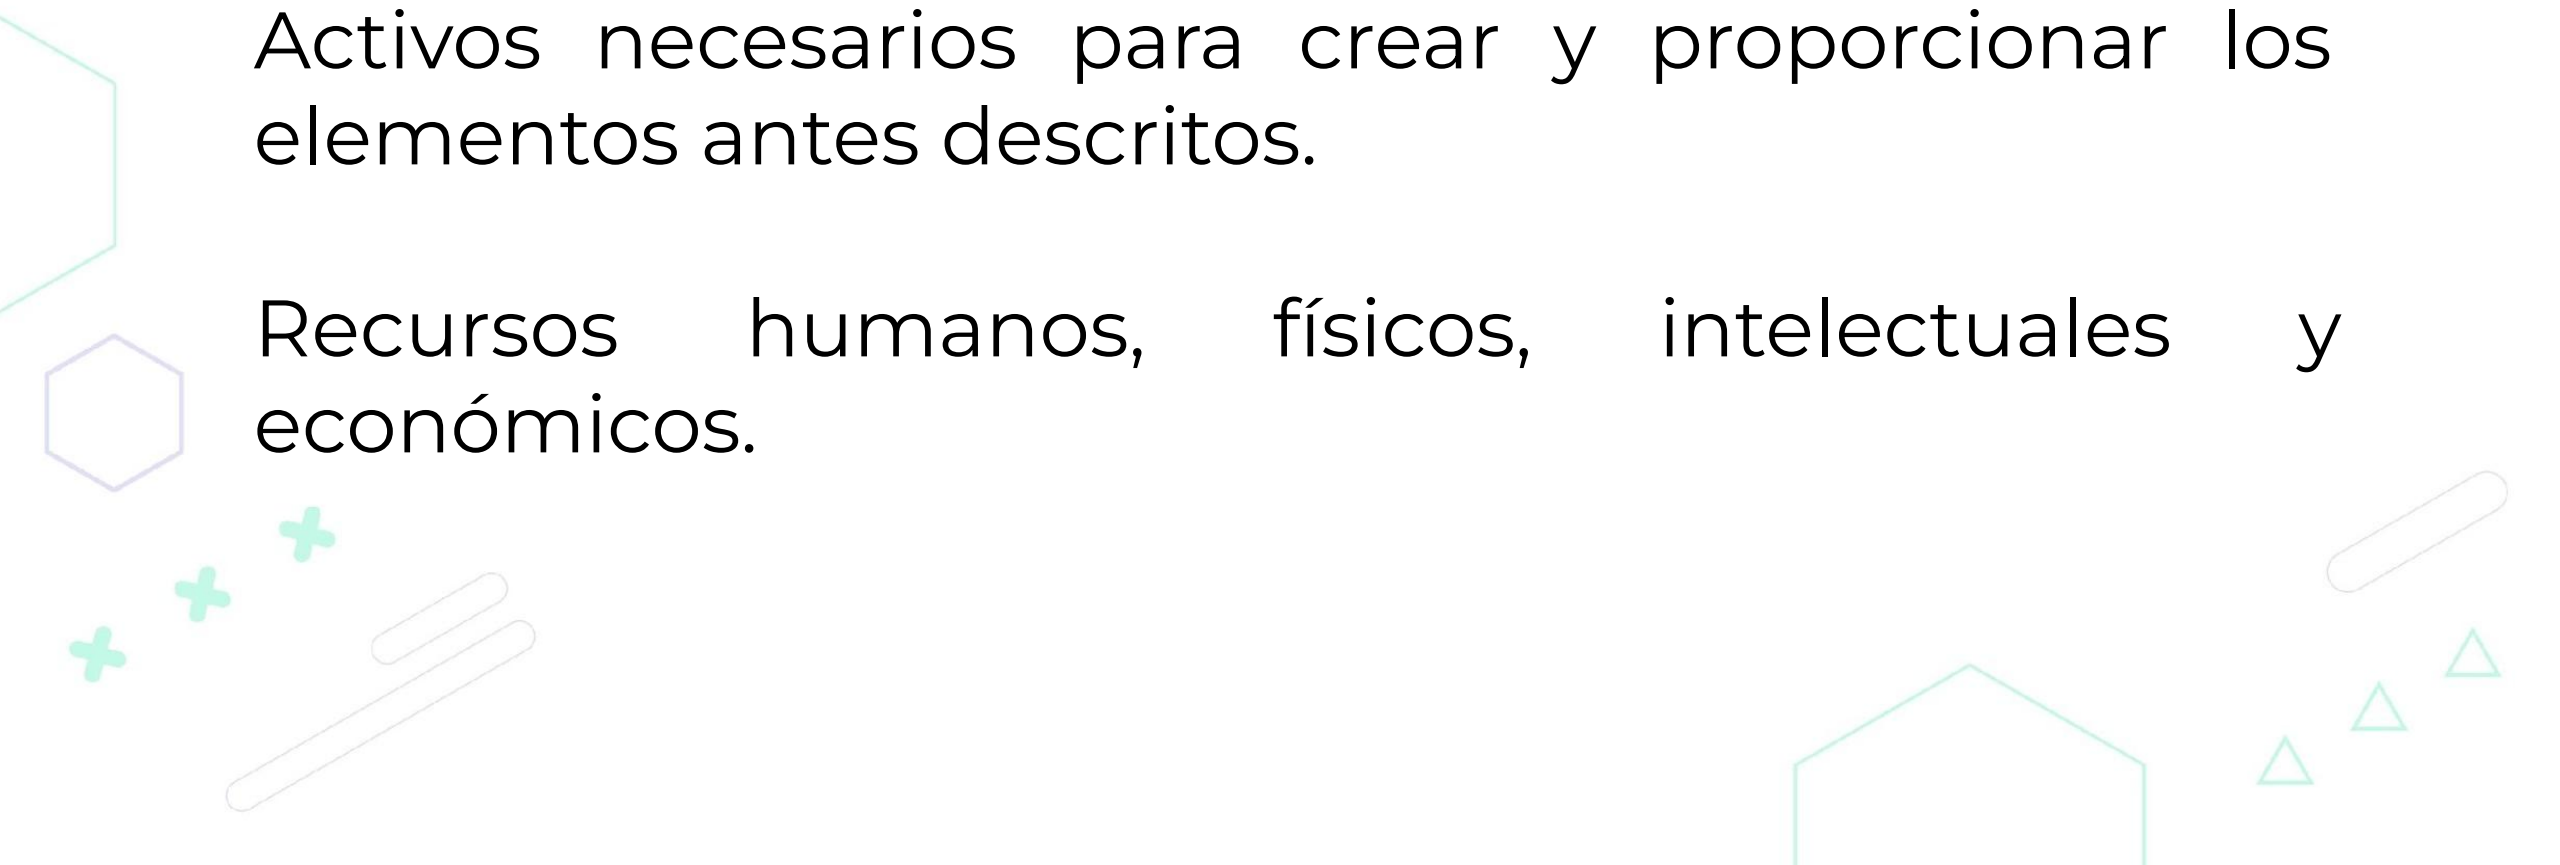 Activos necesarios para crear y proporcionar los
elementos antes descritos.
Recursos humanos, físicos, intelectuales y
económicos.